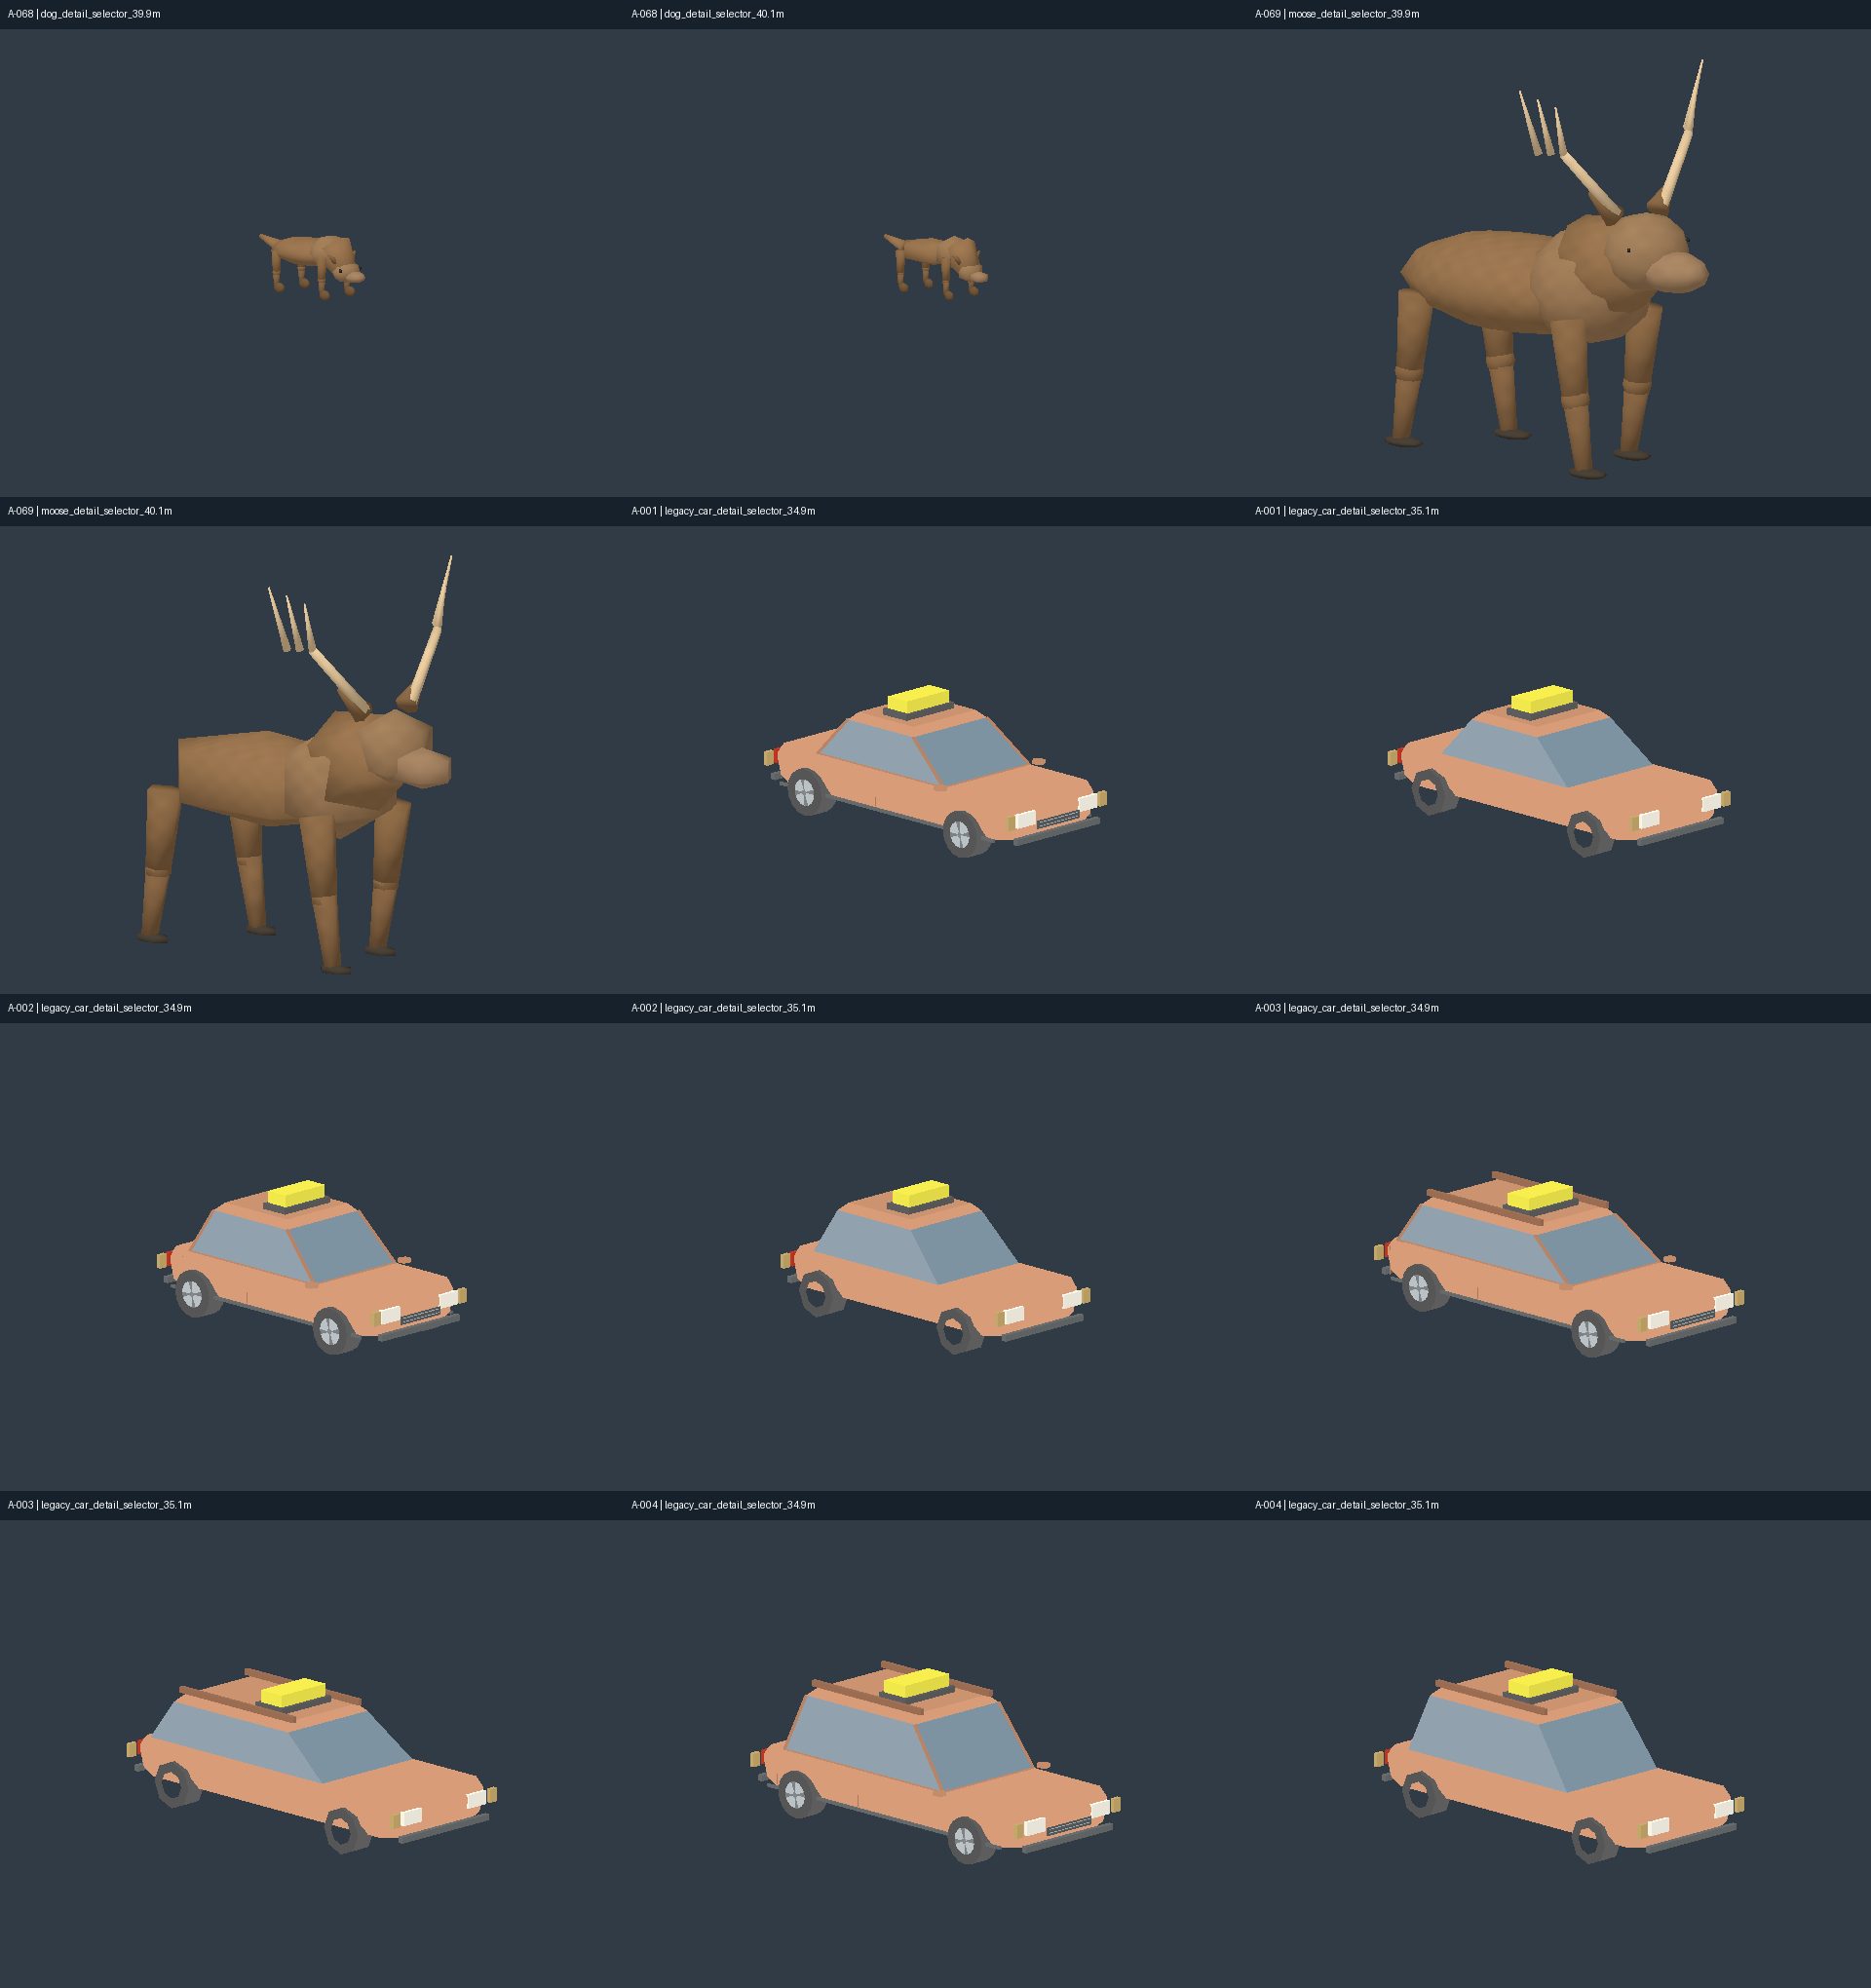 A-068 | dog_detail_selector_39.9m
A-068 | dog_detail_selector_40.1m
A-069 | moose_detail_selector_39.9m
A-069 | moose_detail_selector_40.1m
A-001 | legacy_car_detail_selector_34.9m
A-001 | legacy_car_detail_selector_35.1m
A-002 | legacy_car_detail_selector_34.9m
A-002 | legacy_car_detail_selector_35.1m
A-003 | legacy_car_detail_selector_34.9m
A-003 | legacy_car_detail_selector_35.1m
A-004 | legacy_car_detail_selector_34.9m
A-004 | legacy_car_detail_selector_35.1m